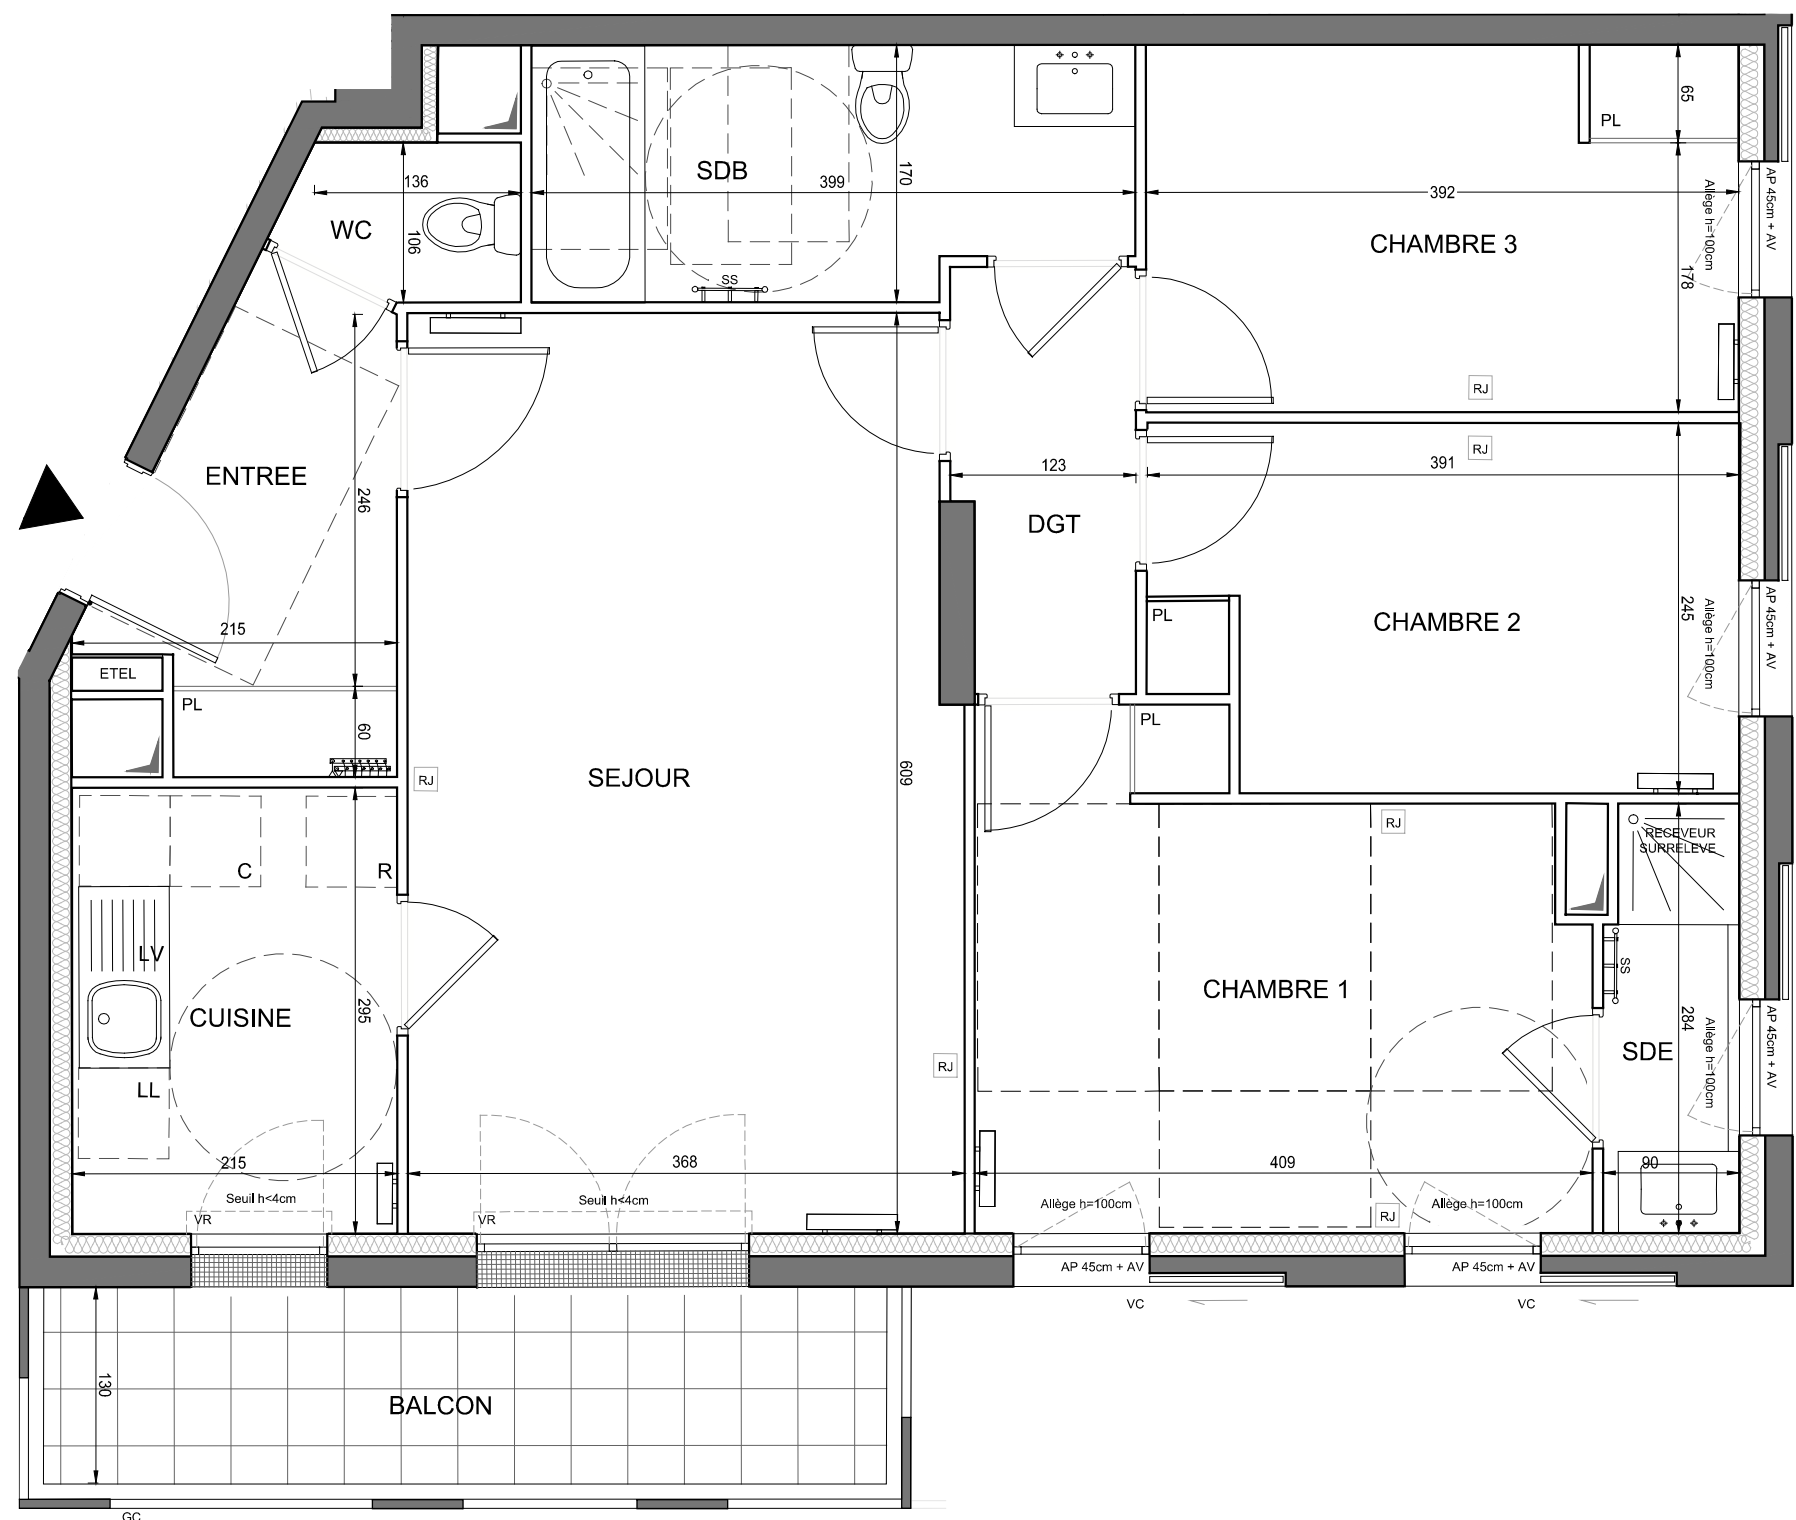 65
PL
SDB
170
136
399
392
AP 45cm + AV
Allège h=100cm
WC
106
CHAMBRE 3
SS
178
RJ
RJ
ENTREE
123
391
246
DGT
245
AP 45cm + AV
Allège h=100cm
PL
CHAMBRE 2
215
ETEL
PL
PL
60
RJ
SEJOUR
609
RJ
RECEVEUR
SURRELEVE
C
R
LV
SS
CUISINE
295
CHAMBRE 1
284
AP 45cm + AV
Allège h=100cm
SDE
RJ
LL
215
368
409
90
Seuil h<4cm
Seuil h<4cm
Allège h=100cm
Allège h=100cm
VR
VR
RJ
AP 45cm + AV
AP 45cm + AV
VC
VC
130
BALCON
GC